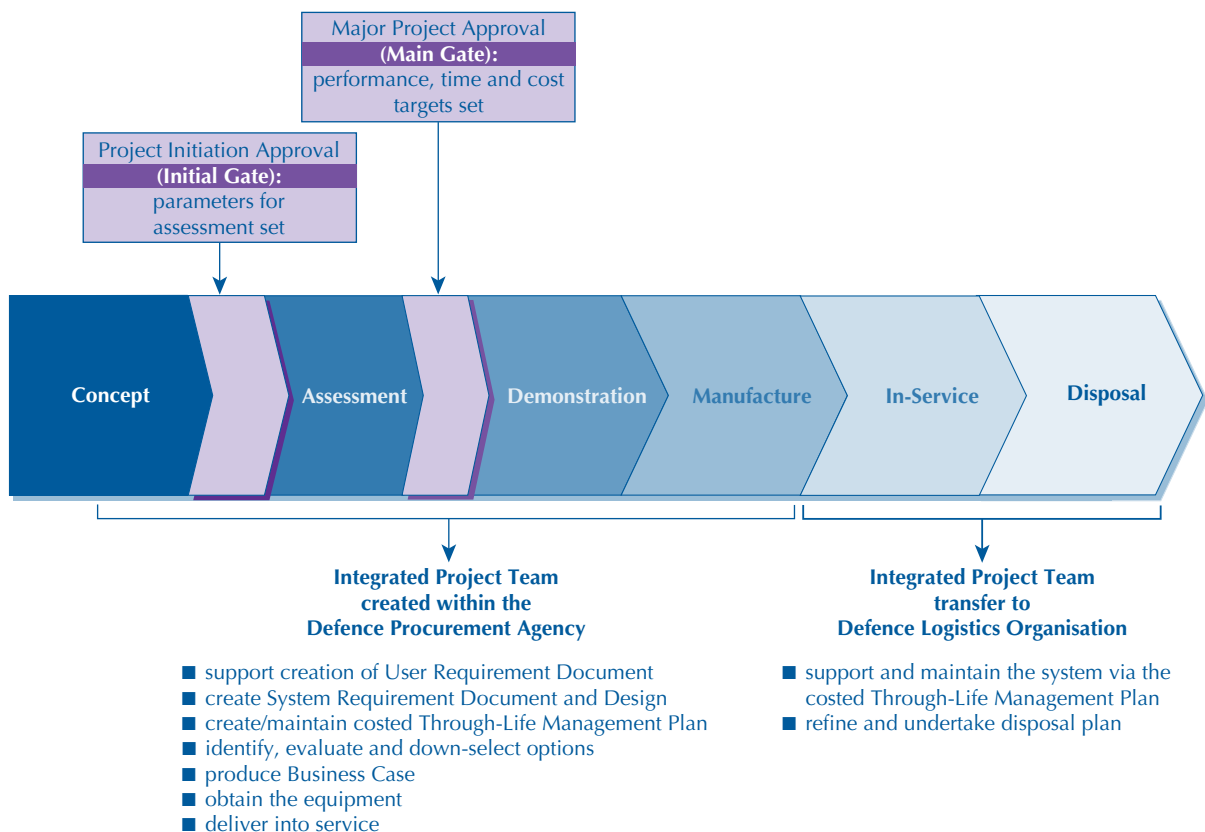 Major Project Approval
(Main Gate):
performance, time and cost
targets set
Project Initiation Approval
(Initial Gate):
parameters for
assessment set
Concept
Assessment
Demonstration
Manufacture
In-Service
Disposal
Integrated Project Team
created within the
Defence Procurement Agency
■ support creation of User Requirement Document
■ create System Requirement Document and Design
■ create/maintain costed Through-Life Management Plan
■ identify, evaluate and down-select options
■ produce Business Case
■ obtain the equipment
■ deliver into service
Integrated Project Team
transfer to
Defence Logistics Organisation
■ support and maintain the system via the
costed Through-Life Management Plan
■ refine and undertake disposal plan